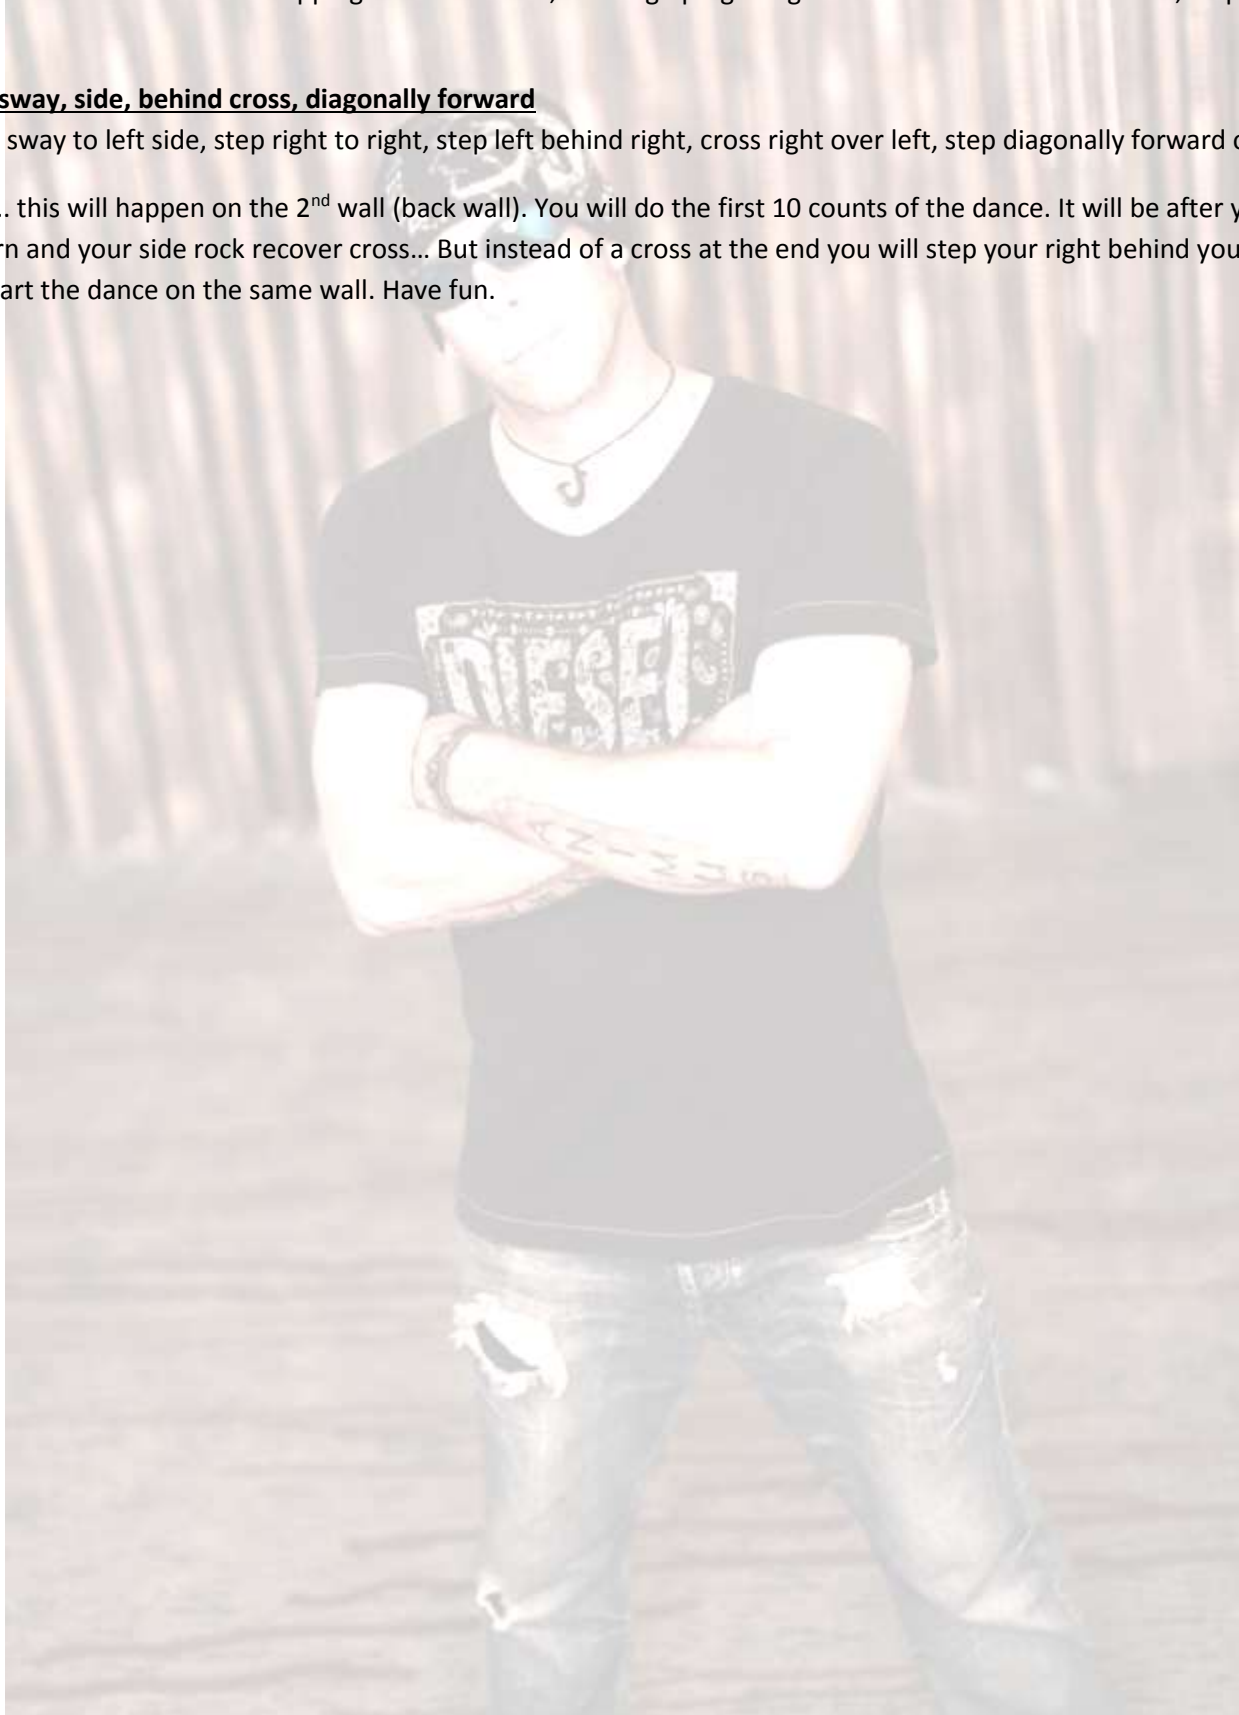 sway, side, behind cross, diagonally forward
sway to left side, step right to right, step left behind right, cross right over left, step diagonally forward
.. this will happen on the 2nd wall (back wall). You will do the first 10 counts of the dance. It will be after y
rn and your side rock recover cross... But instead of a cross at the end you will step your right behind you
art the dance on the same wall. Have fun.
DIESEL
ANIMUS